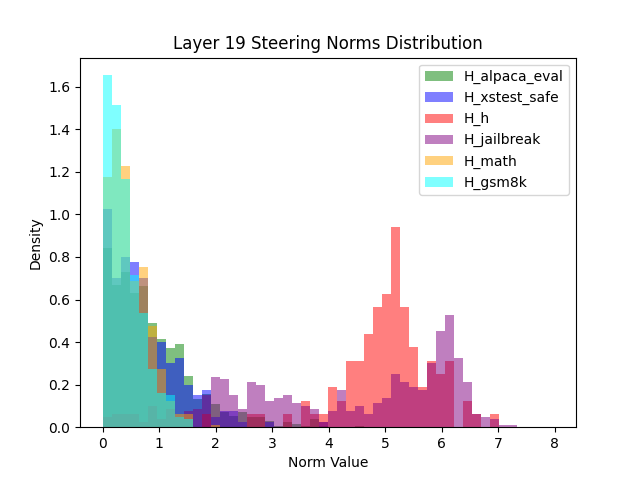 Layer 19 Steering Norms Distribution
H_alpaca_eval
H_xstest_safe
H_h
H_jailbreak
H_math
H_gsm8k
1.6
1.4
1.2
1.0
0.8
0.6
0.4
0.2
0.0
Density
0 1 2 3 4 5 6 7 8
Norm Value